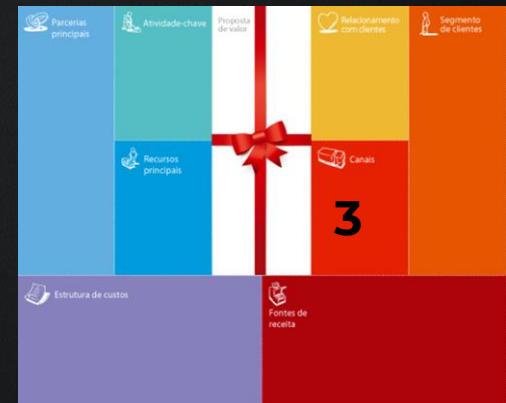 Parcerias
principais
Atividade-chave
Proposta
de valor
Relacionamento
com clientes
Segmento
de clientes
Recursos
principais
Canais
3
Estrutura de custos
Fontes de
receita